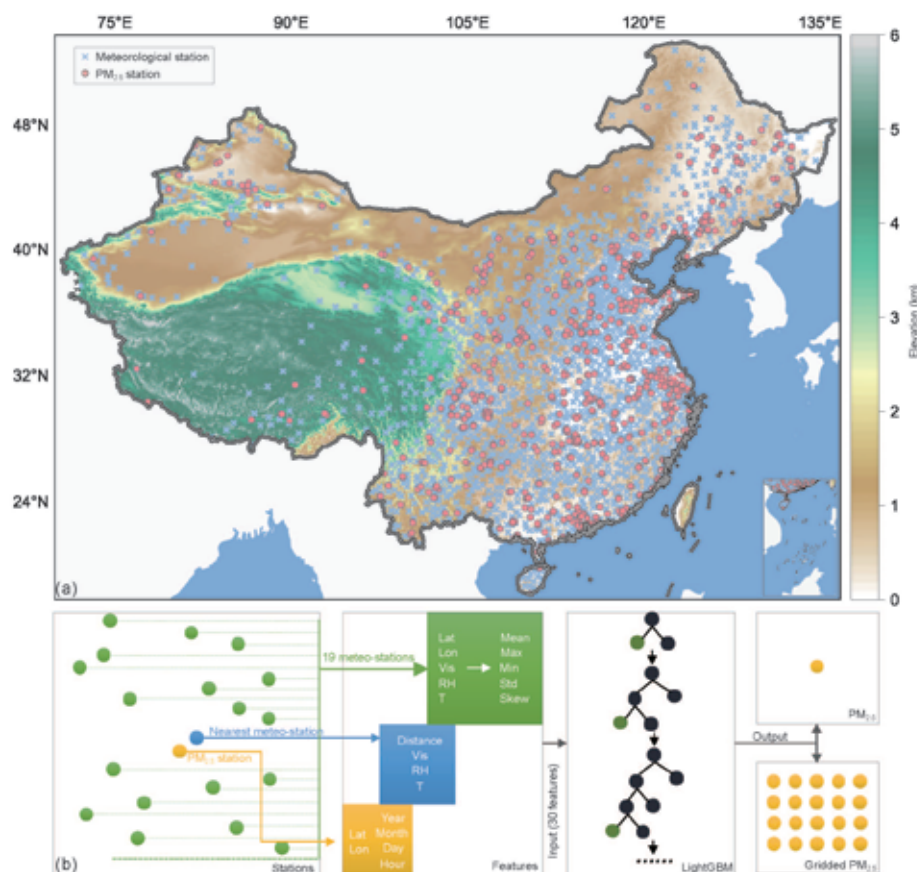 75°E 90°E 105°E 120°E 135°E
Meteorological station
PM2.5 station
48°N
40°N
32°N
24°N
6
5
4
3
2
1
0
Elevation (km)
(a)
19 meteo-stations
Lat Mean
Lon Max
Vis Min
RH Std
T Skew
Nearest meteo-station
PM2.5 station
Distance
Vis
RH
T
Year
Lat Month
Lon Day
Hour
Input (30 features)
Output
PM2.5
(b)
Stations
Features
LightGBM
Gridded PM2.5